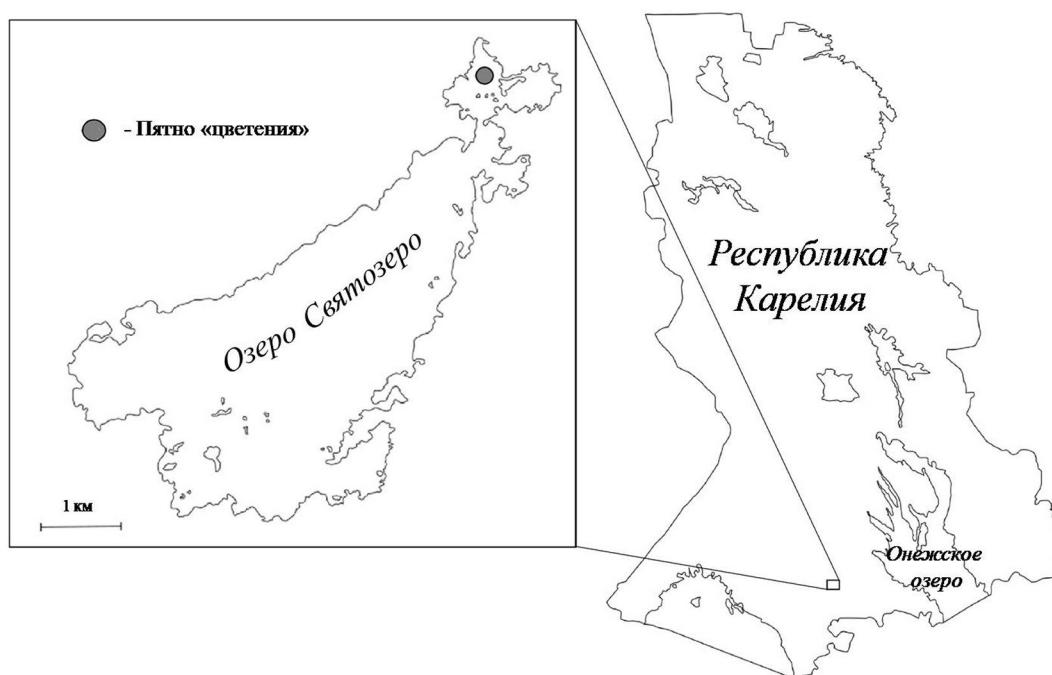 - Пятно «цветения»
Озеро Святозеро
1 км
Республика
Карелия
Онежское
озеро